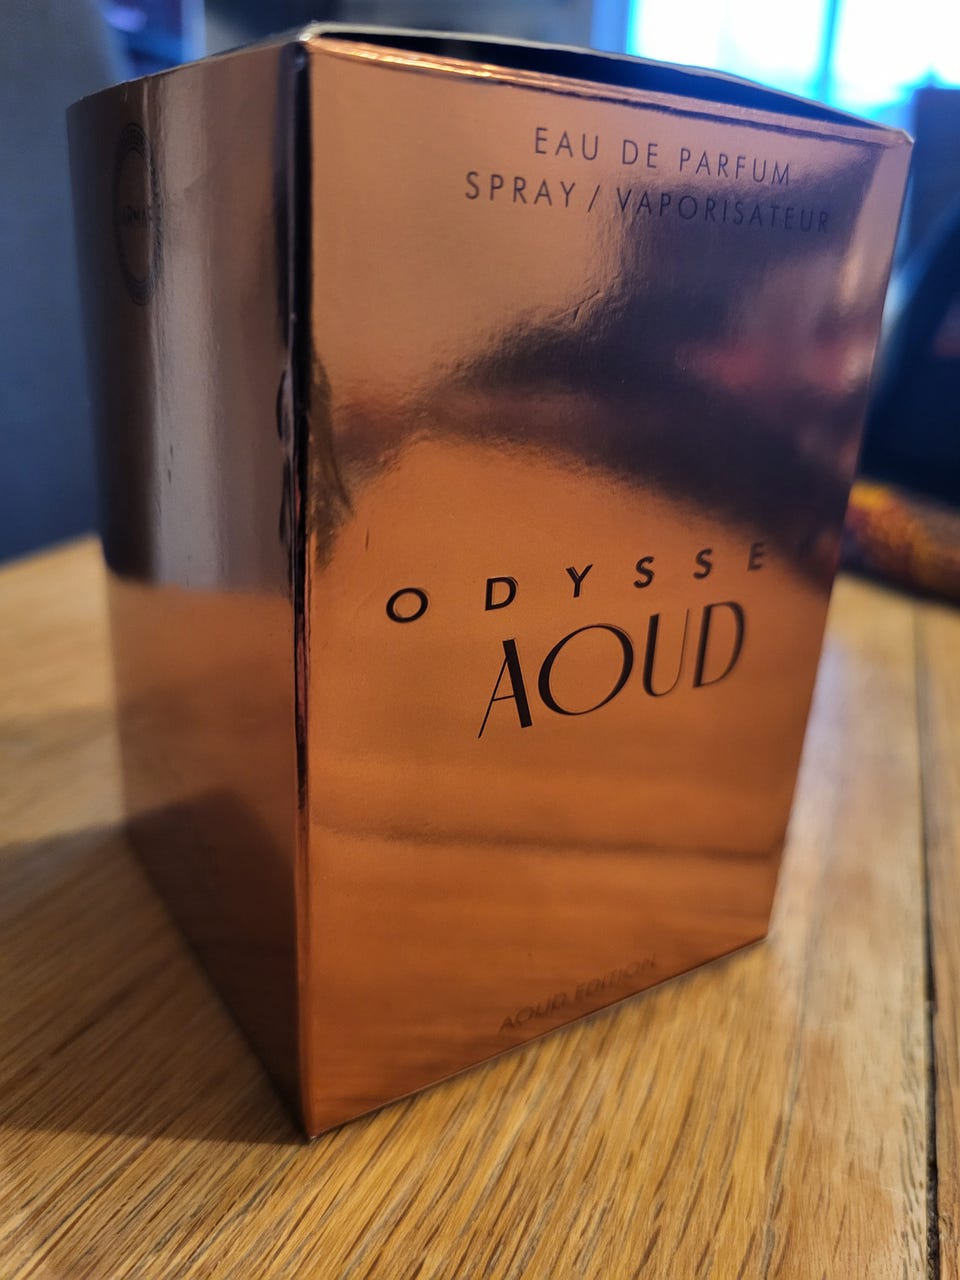 EAU DE PARFUM
SPRAY / VAPORISATEUR
ODYSSE
AOUD
AOUD EDITION